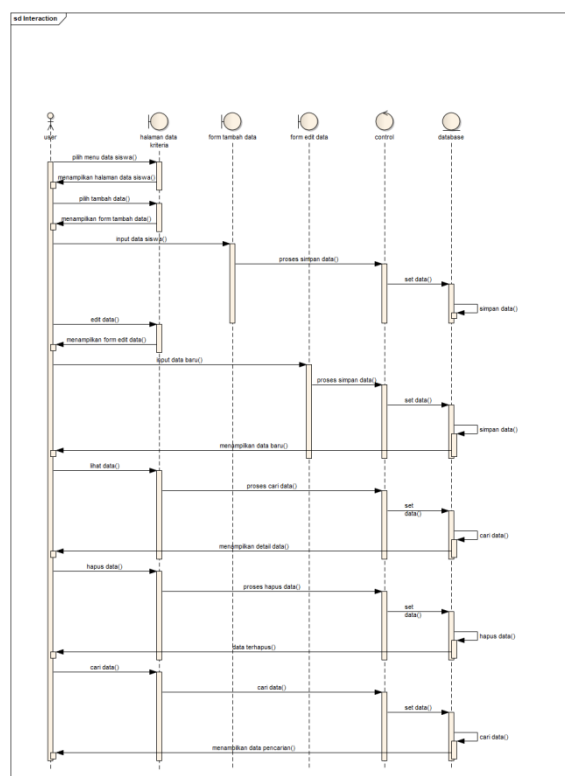 sd Interaction
user
halaman data
kriteria
form tambah data
form edit data
control
database
pilih menu data siswa()
menampilkan halaman data siswa()
pilih tambah data()
menampilkan form tambah data()
input data siswa()
proses simpan data()
set data()
simpan data()
edit data()
menampilkan form edit data()
input data baru()
proses simpan data()
set data()
simpan data()
menampilkan data baru()
lihat data()
proses cari data()
set
data()
cari data()
menampilkan detail data()
hapus data()
proses hapus data()
set
data()
hapus data()
data terhapus()
cari data()
cari data()
set data()
cari data()
menampilkan data pencarian()